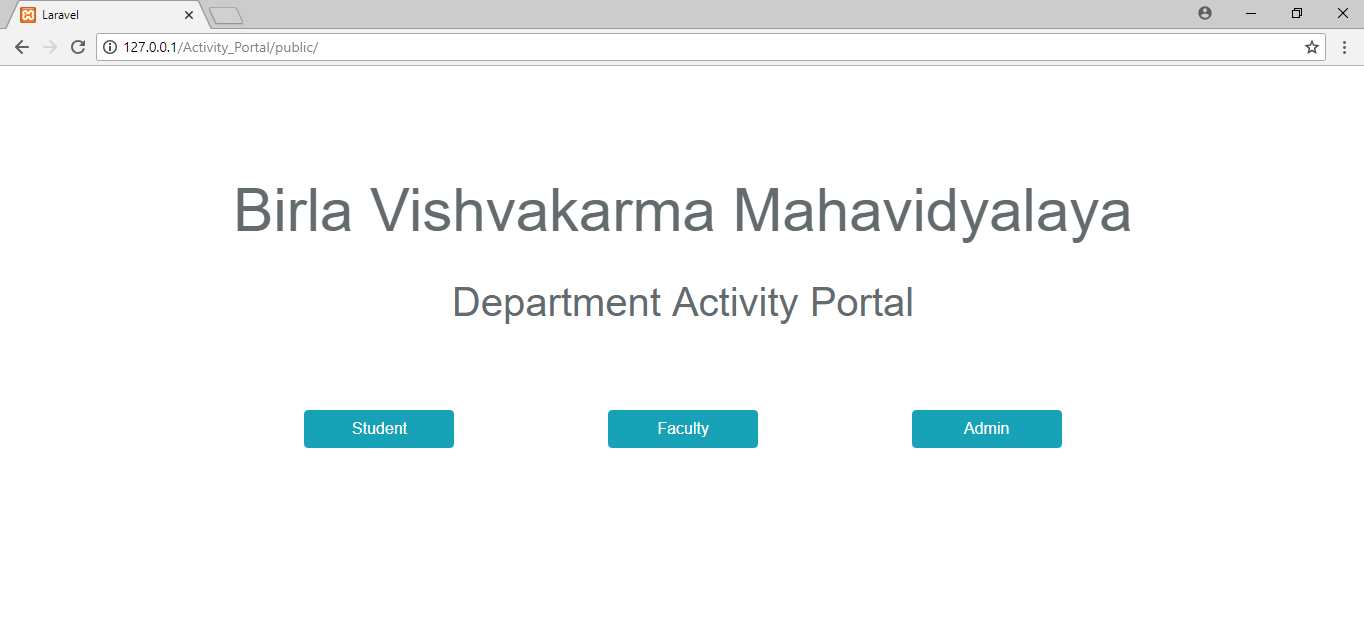 Laravel
127.0.0.1/Activity_Portal/public/
Birla Vishvakarma Mahavidyalaya
Department Activity Portal
Student Faculty Admin